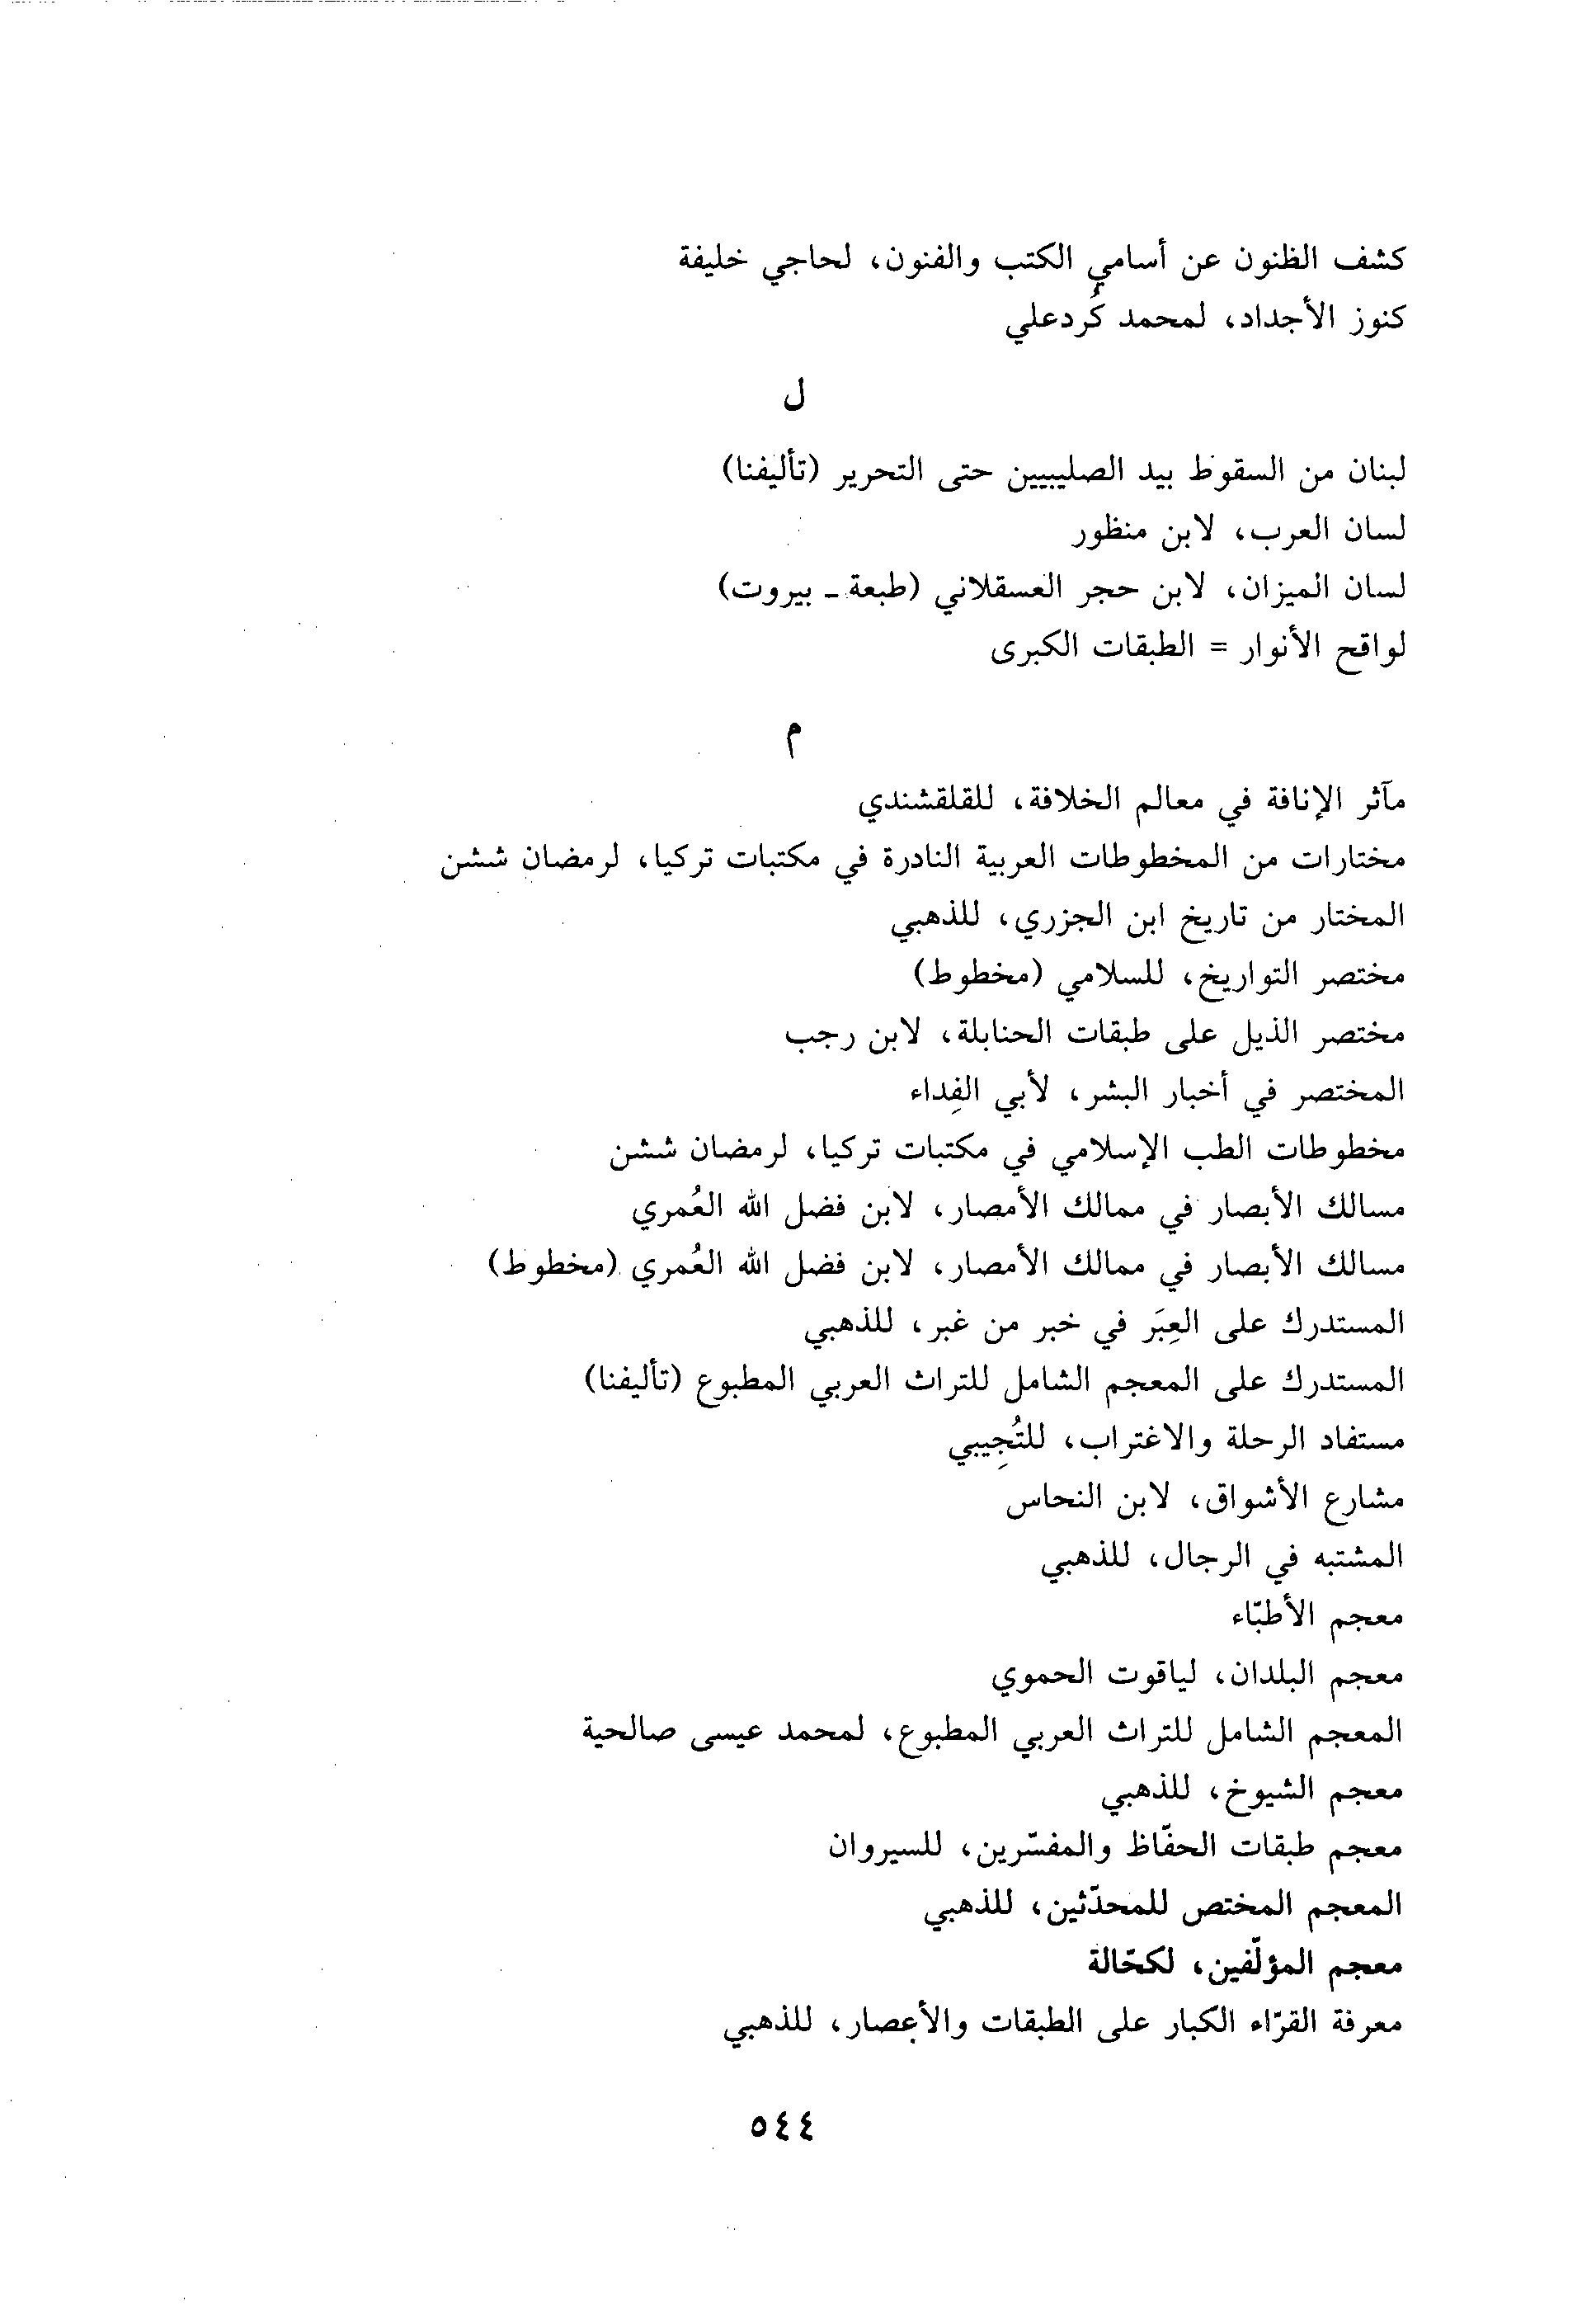 كشف الظنون عن أسامي الكتب والفنون، لحاجي خليفة
كنوز الأجداد، لمحمد كُردعلي
ل
لبنان من السقوط بيد الصليبيين حتى التحرير (تأليفنا)
لسان العرب، لابن منظور
لسان الميزان، لابن حجر العسقلاني (طبعة ـ بيروت)
لواقح الأنوار = الطبقات الكبرى
م
مآثر الإنافة في معالم الخلافة، للقلقشندي
مختارات من المخطوطات العربية النادرة في مكتبات تركيا، لرمضان ششن
المختار من تاريخ ابن الجزري، للذهبي
مختصر التواريخ، للسلامي (مخطوط)
مختصر الذيل على طبقات الحنابلة، لابن رجب
المختصر في أخبار البشر، لأبي الفِداء
مخطوطات الطب الإسلامي في مكتبات تركيا، لرمضان ششن
مسالك الأبصار في ممالك الأمصار، لابن فضل الله العُمري
مسالك الأبصار في ممالك الأمصار، لابن فضل الله العُمري (مخطوط)
المستدرك على العِبَر في خبر من غبر، للذهبي
المستدرك على المعجم الشامل للتراث العربي المطبوع (تأليفنا)
مستفاد الرحلة والاغتراب، للتُجِيبي
مشارع الأشواق، لابن النحاس
المشتبه في الرجال، للذهبي
معجم الأطبّاء
معجم البلدان، لياقوت الحموي
المعجم الشامل للتراث العربي المطبوع، لمحمد عيسى صالحية
معجم الشيوخ، للذهبي
معجم طبقات الحفّاظ والمفسّرين، للسيروان
المعجم المختص للمحدّثين، للذهبي
معجم المؤلّفين، لكحّالة
معرفة القرّاء الكبار على الطبقات والأعصار، للذهبي
٥٤٤